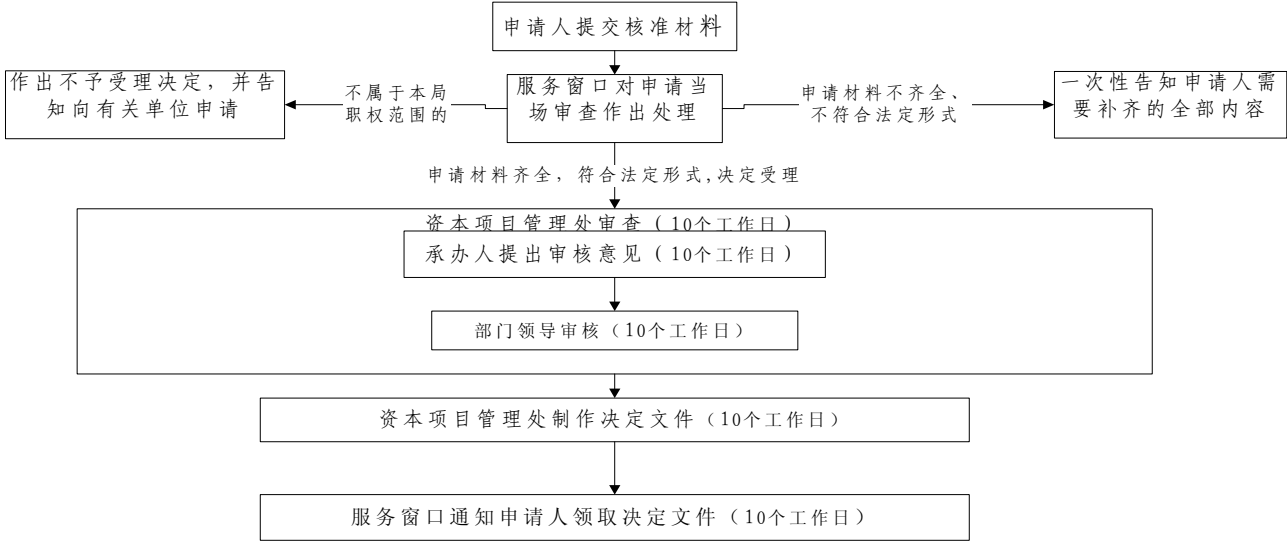 申请人提交核准材料
作出不予受理决定，并告
知向有关单位申请
不属于本局
职权范围的
服务窗口对申请当
场审查作出处理
申请材料不齐全、
不符合法定形式
一次性告知申请人需
要补齐的全部内容
申请材料齐全，符合法定形式,决定受理
资本项目管理处审查（10个工作日）
承办人提出审核意见（10个工作日）
部门领导审核（10个工作日）
资本项目管理处制作决定文件（10个工作日）
服务窗口通知申请人领取决定文件（10个工作日）